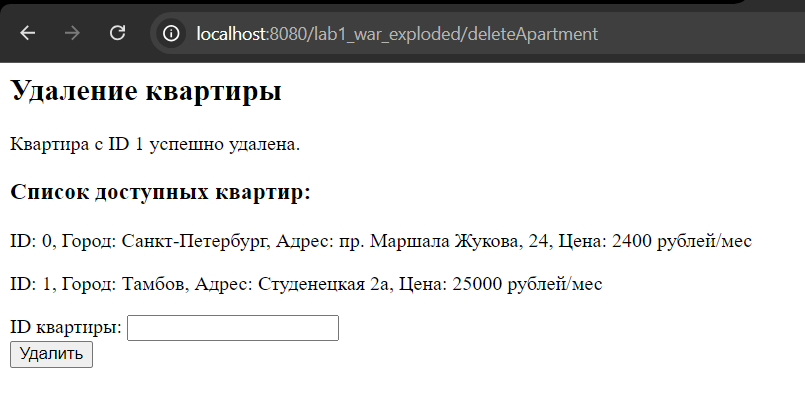 localhost:8080/lab1_war_exploded/deleteApartment
Удаление квартиры
Квартира с ID 1 успешно удалена.
Список доступных квартир:
ID: 0, Город: Санкт-Петербург, Адрес: пр. Маршала Жукова, 24, Цена: 2400 рублей/мес
ID: 1, Город: Тамбов, Адрес: Студенецкая 2а, Цена: 25000 рублей/мес
ID квартиры:
Удалить